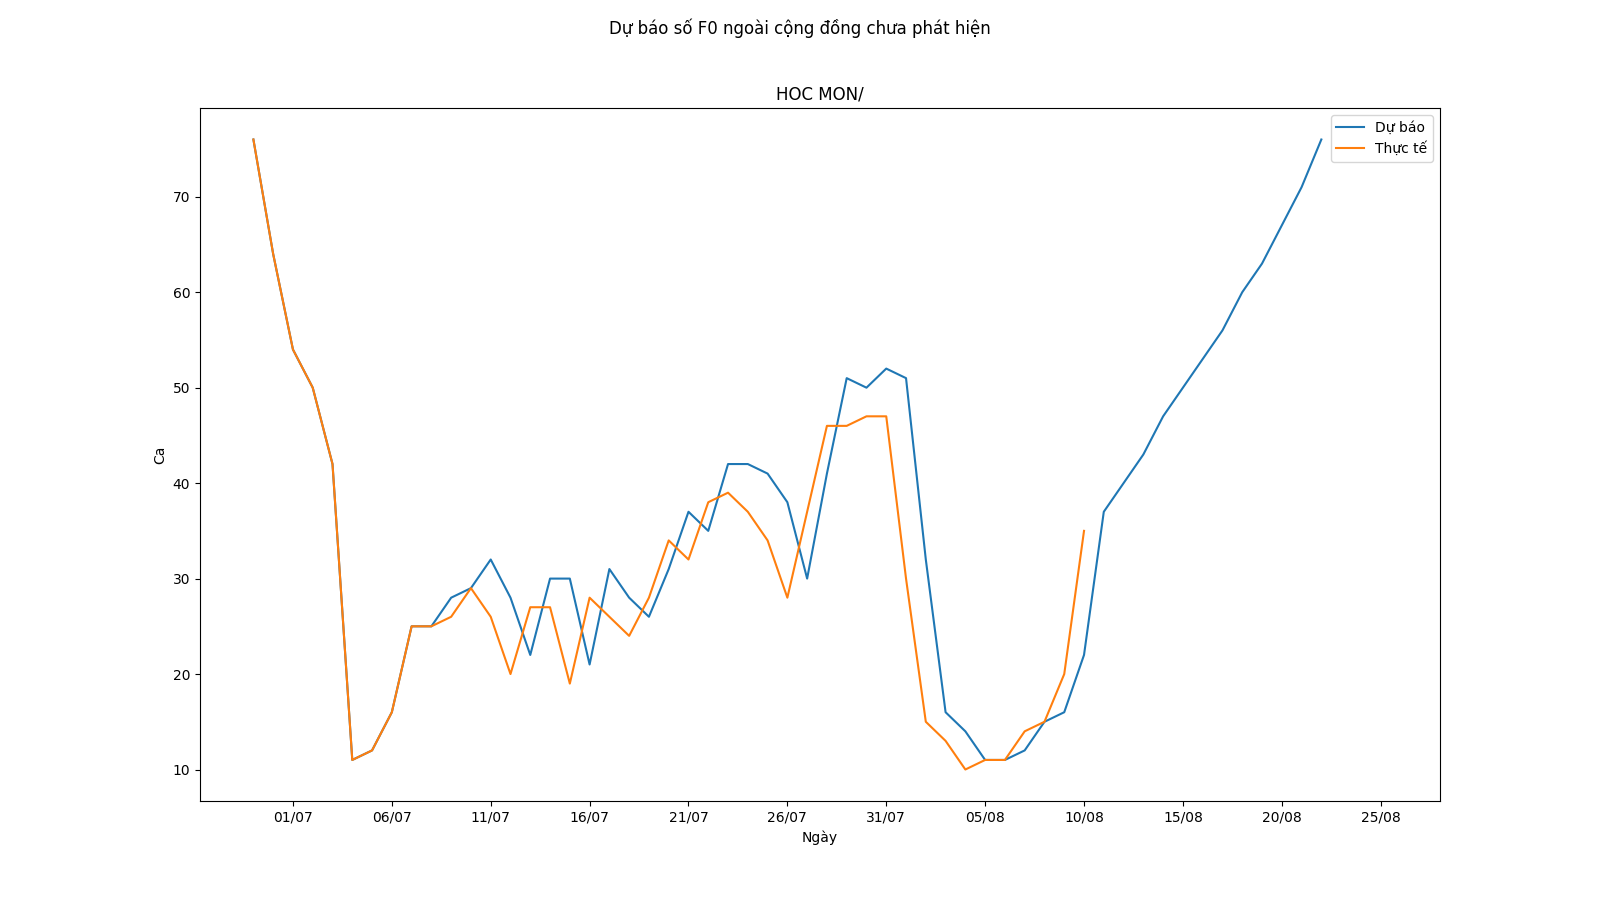 Dự báo số F0 ngoài cộng đồng chưa phát hiện
HOC MON/
Dự báo
Thực tế
Ca
70
60
50
40
30
20
10
01/07 06/07 11/07 16/07 21/07 26/07 31/07 05/08 10/08 15/08 20/08 25/08
Ngày